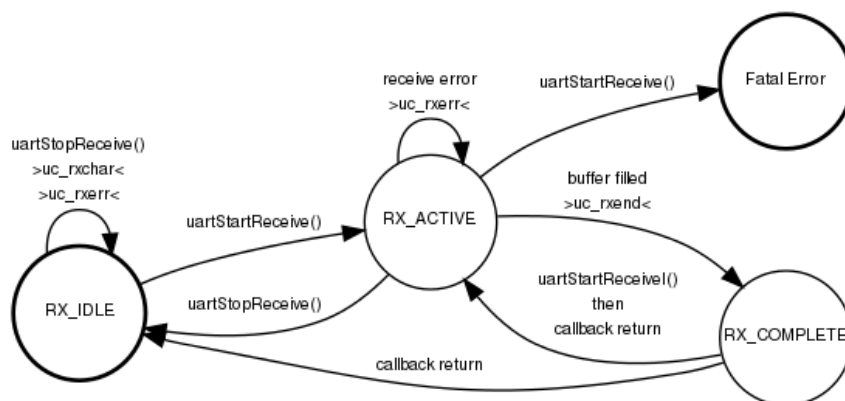 Fatal Error
receive error
>uc_rxerr<
uartStartReceive()
uartStopReceive()
>uc_rxchar<
>uc_rxerr<
buffer filled
>uc_rxend<
uartStartReceive()
RX_ACTIVE
uartStartReceiveI()
then
callback return
uartStopReceive()
RX_IDLE
RX_COMPLETE
callback return